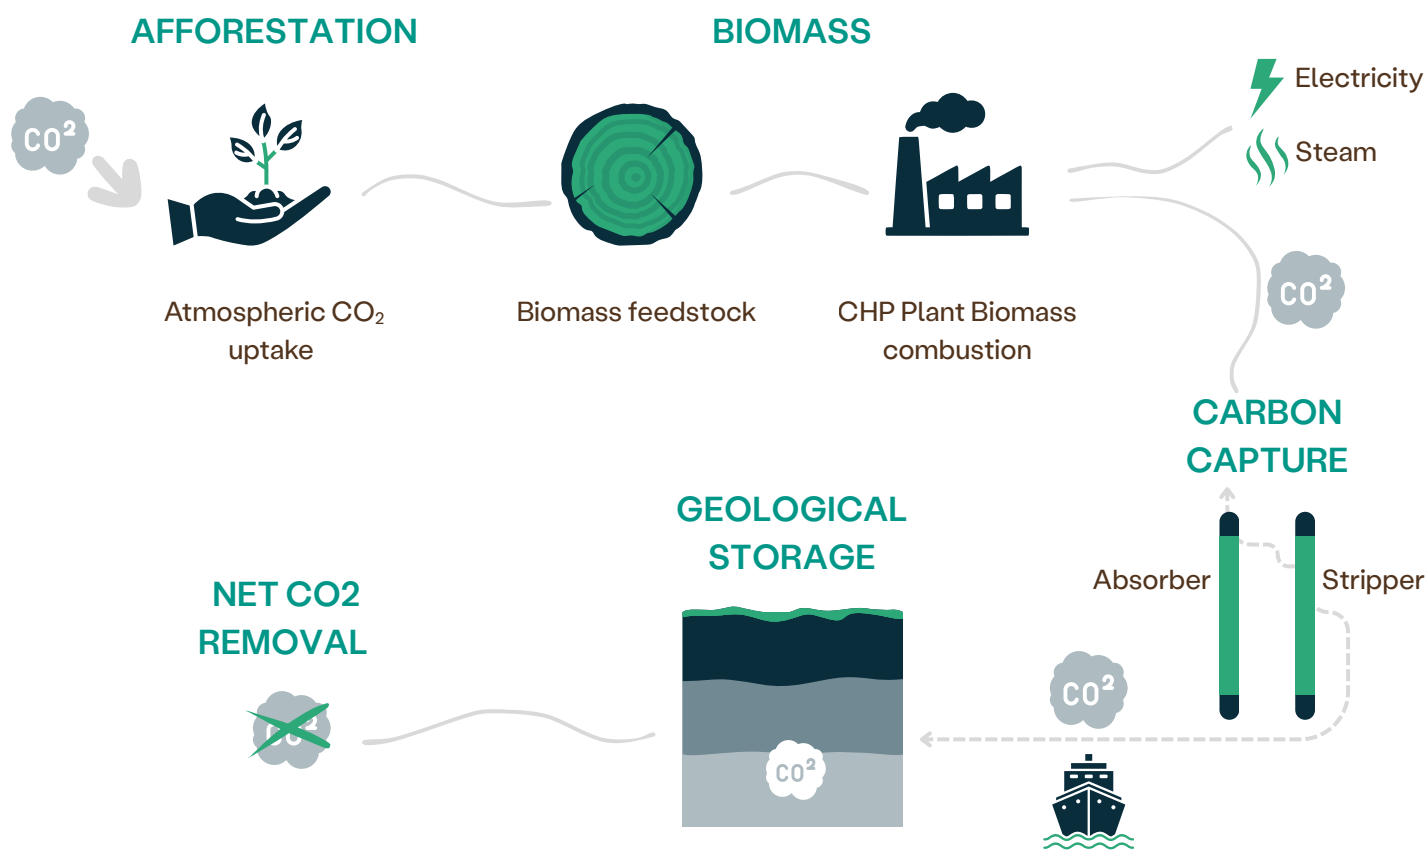 AFFORESTATION
BIOMASS
CO²
Electricity
Steam
Atmospheric CO₂
uptake
Biomass feedstock
CHP Plant Biomass
combustion
CO²
CARBON
CAPTURE
Absorber
Stripper
CO²
GEOLOGICAL
STORAGE
CO²
NET CO2
REMOVAL
CO²